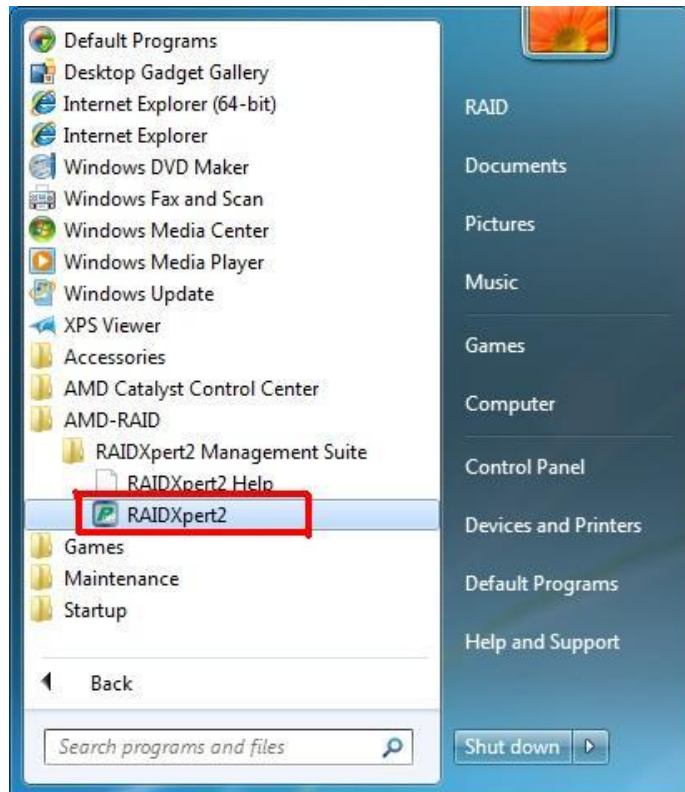 Default Programs
Desktop Gadget Gallery
Internet Explorer (64-bit)
Internet Explorer
Windows DVD Maker
Windows Fax and Scan
Windows Media Center
Windows Media Player
Windows Update
XPS Viewer
Accessories
AMD Catalyst Control Center
AMD-RAID
RAIDXpert2 Management Suite
RAIDXpert2 Help
RAIDXpert2
Games
Maintenance
Startup
Back
Search programs and files
RAID
Documents
Pictures
Music
Games
Computer
Control Panel
Devices and Printers
Default Programs
Help and Support
Shut down